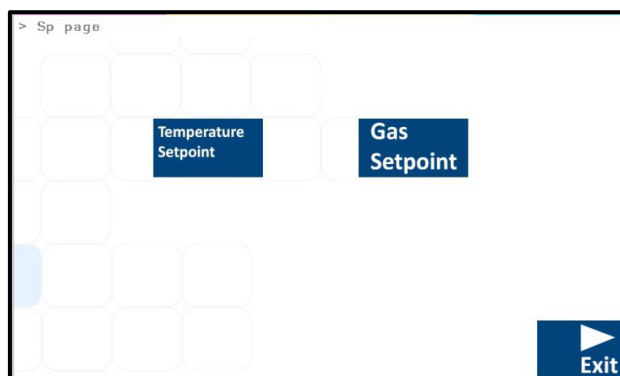 > Sp page
Temperature
Setpoint
Gas
Setpoint
Exit